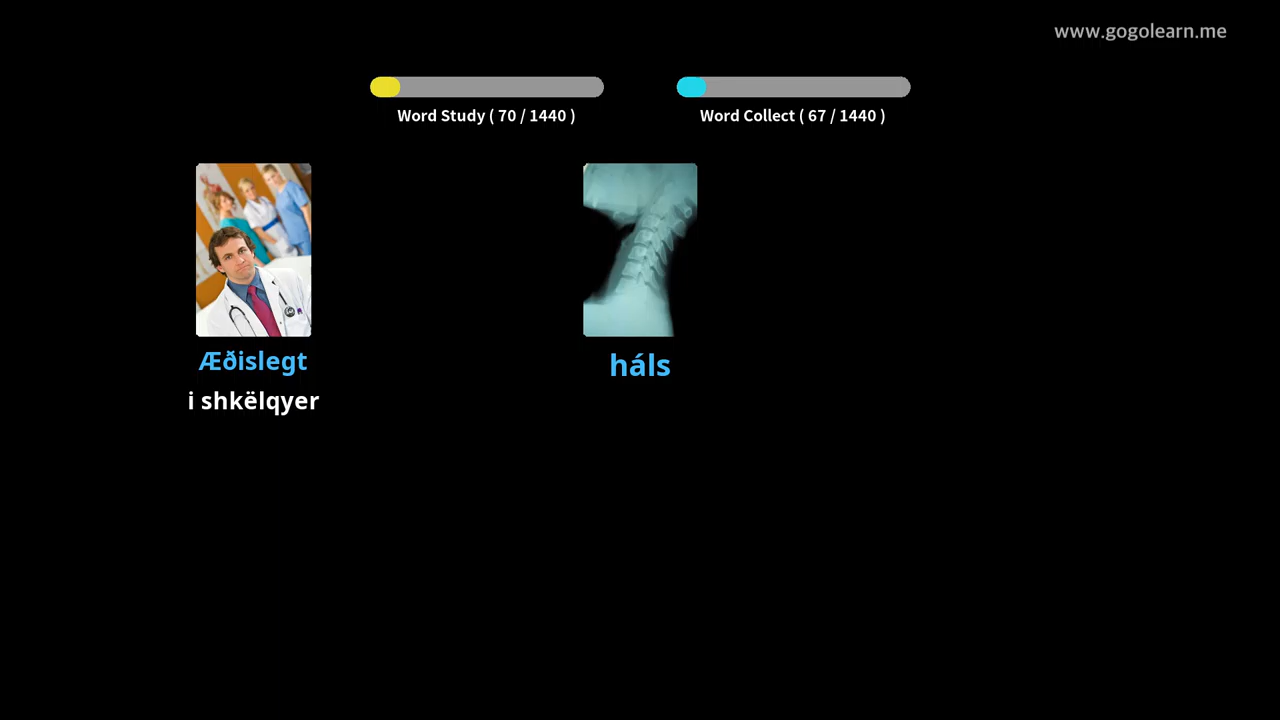 www.gogolearn.me
Word Study ( 70 / 1440 )
Word Collect ( 67 / 1440 )
Æðislegt
i shkëlqyer
háls